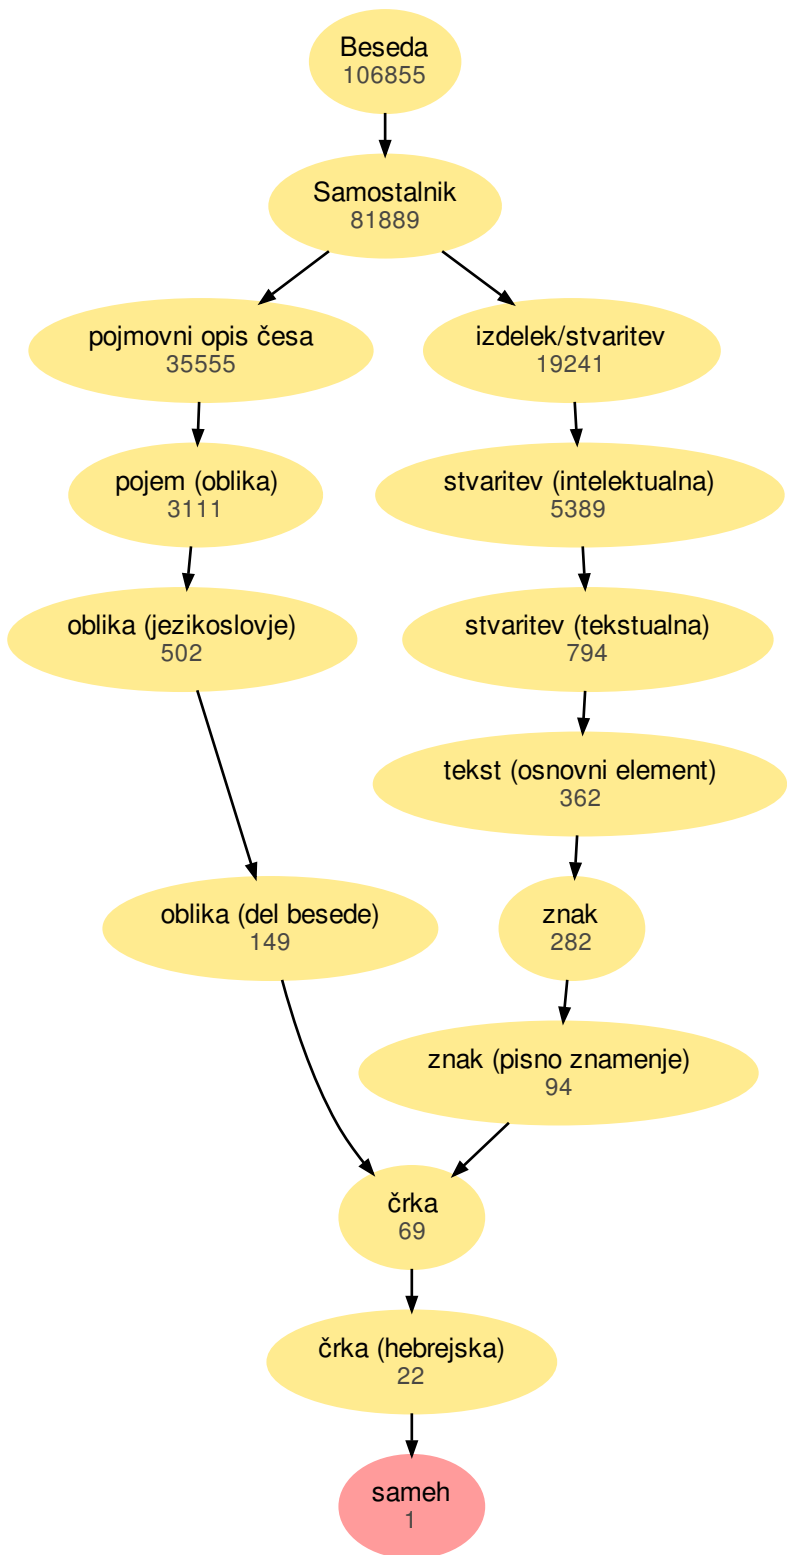 Beseda
106855
Samostalnik
81889
pojmovni opis česa
35555
izdelek/stvaritev
19241
pojem (oblika)
3111
stvaritev (intelektualna)
5389
oblika (jezikoslovje)
502
stvaritev (tekstualna)
794
tekst (osnovni element)
362
oblika (del besede)
149
znak
282
znak (pisno znamenje)
94
črka
69
črka (hebrejska)
22
sameh
1